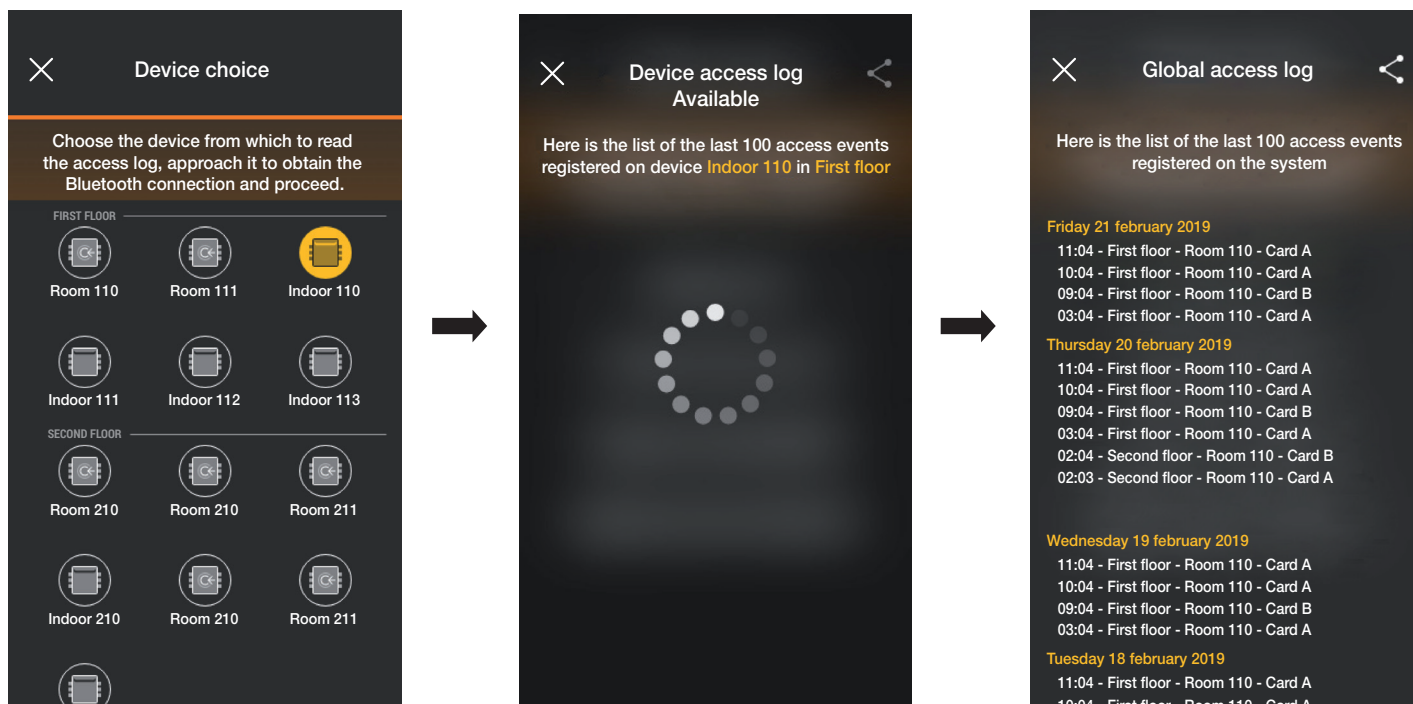 Device choice
Choose the device from which to read
the access log, approach it to obtain the
Bluetooth connection and proceed.
FIRST FLOOR
Room 110
Room 111
Indoor 110
Indoor 111
Indoor 112
Indoor 113
SECOND FLOOR
Room 210
Room 210
Room 211
Indoor 210
Room 210
Room 211
Device access log
Available
Here is the list of the last 100 access events
registered on device Indoor 110 in First floor
Global access log
Here is the list of the last 100 access events
registered on the system
Friday 21 february 2019
11:04 - First floor - Room 110 - Card A
10:04 - First floor - Room 110 - Card A
09:04 - First floor - Room 110 - Card B
03:04 - First floor - Room 110 - Card A
Thursday 20 february 2019
11:04 - First floor - Room 110 - Card A
10:04 - First floor - Room 110 - Card A
09:04 - First floor - Room 110 - Card B
03:04 - First floor - Room 110 - Card A
02:04 - Second floor - Room 110 - Card B
02:03 - Second floor - Room 110 - Card A
Wednesday 19 february 2019
11:04 - First floor - Room 110 - Card A
10:04 - First floor - Room 110 - Card A
09:04 - First floor - Room 110 - Card B
03:04 - First floor - Room 110 - Card A
Tuesday 18 february 2019
11:04 - First floor - Room 110 - Card A
10:04 - First floor - Room 110 - Card A